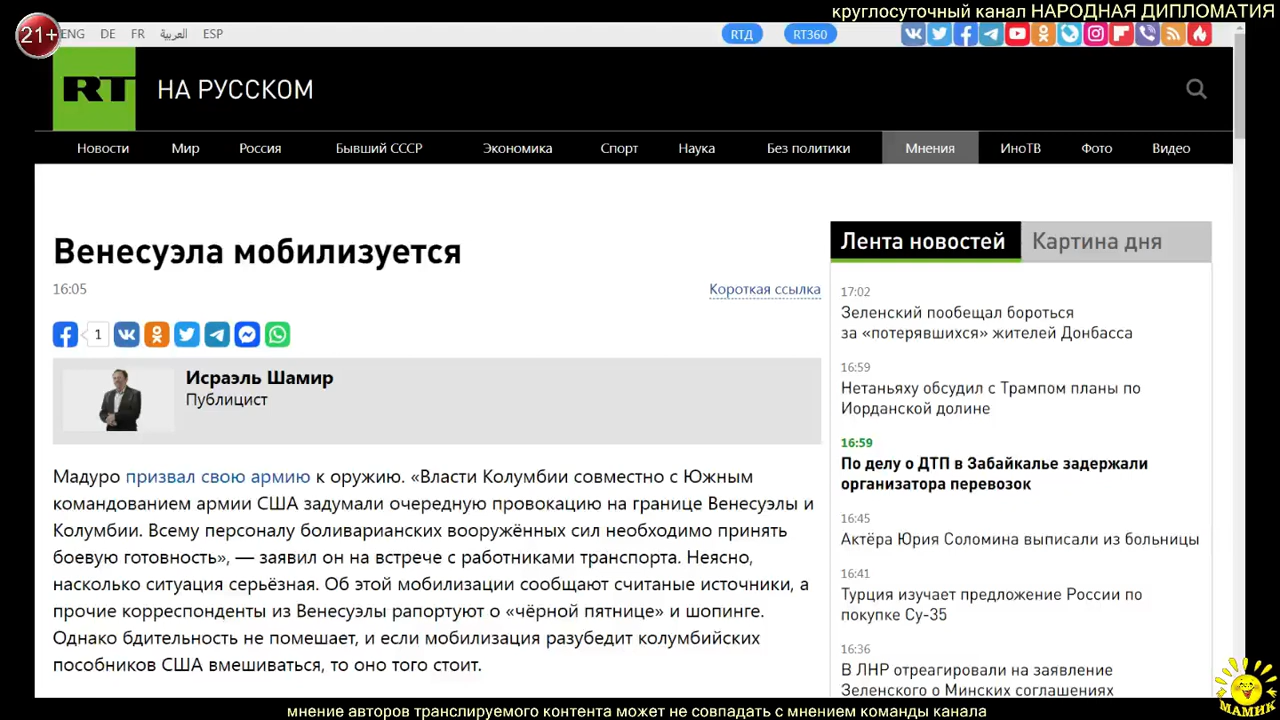 круглосуточный канал НАРОДНАЯ ДИПЛОМАТИЯ
21+
ENG DE FR العربية ESP
RTД RT360
RT НА РУССКОМ
Новости Мир Россия Бывший СССР Экономика Спорт Наука Без политики Мнения ИноТВ Фото Видео
Венесуэла мобилизуется
16:05
Короткая ссылка
1
Исраэль Шамир
Публицист
Мадуро призвал свою армию к оружию. «Власти Колумбии совместно с Южным
командованием армии США задумали очередную провокацию на границе Венесуэлы и
Колумбии. Всему персоналу боливарианских вооружённых сил необходимо принять
боевую готовность», — заявил он на встрече с работниками транспорта. Неясно,
насколько ситуация серьёзная. Об этой мобилизации сообщают считаные источники, а
прочие корреспонденты из Венесуэлы рапортуют о «чёрной пятнице» и шопинге.
Однако бдительность не помешает, и если мобилизация разубедит колумбийских
пособников США вмешиваться, то оно того стоит.
Лента новостей Картина дня
17:02
Зеленский пообещал бороться
за «потерявшихся» жителей Донбасса
16:59
Нетаньяху обсудил с Трампом планы по
Иорданской долине
16:59
По делу о ДТП в Забайкалье задержали
организатора перевозок
16:45
Актёра Юрия Соломина выписали из больницы
16:41
Турция изучает предложение России по
покупке Су-35
16:36
В ЛНР отреагировали на заявление
Зеленского о Минских соглашениях
МАМИК
мнение авторов транслируемого контента может не совпадать с мнением команды канала